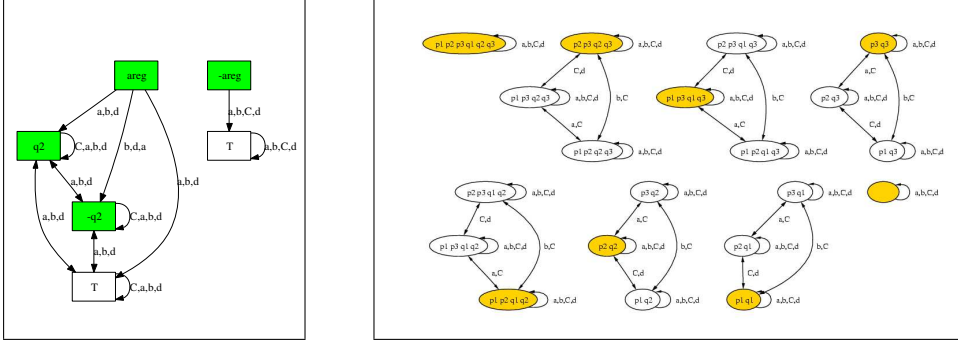 areg
-areg
a,b,d
b,d,a
a,b,C,d
q2
C,a,b,d
T
a,b,C,d
a,b,d
a,b,d
a,b,d
-q2
C,a,b,d
a,b,d
T
C,a,b,d
p1 p2 p3 q1 q2 q3
a,b,C,d
p2 p3 q2 q3
a,b,C,d
p2 p3 q1 q3
a,b,C,d
p3 q3
a,b,C,d
C,d
b,C
C,d
b,C
a,C
b,C
p1 p3 q2 q3
a,b,C,d
p1 p3 q1 q3
a,b,C,d
p2 q3
a,b,C,d
a,C
a,C
C,d
p1 p2 q2 q3
a,b,C,d
p1 p2 q1 q3
a,b,C,d
p1 q3
a,b,C,d
p2 p3 q1 q2
a,b,C,d
p3 q2
a,b,C,d
p3 q1
a,b,C,d
a,b,C,d
C,d
b,C
a,C
b,C
a,C
b,C
p1 p3 q1 q2
a,b,C,d
p2 q2
a,b,C,d
p2 q1
a,b,C,d
a,C
C,d
C,d
p1 p2 q1 q2
a,b,C,d
p1 q2
a,b,C,d
p1 q1
a,b,C,d